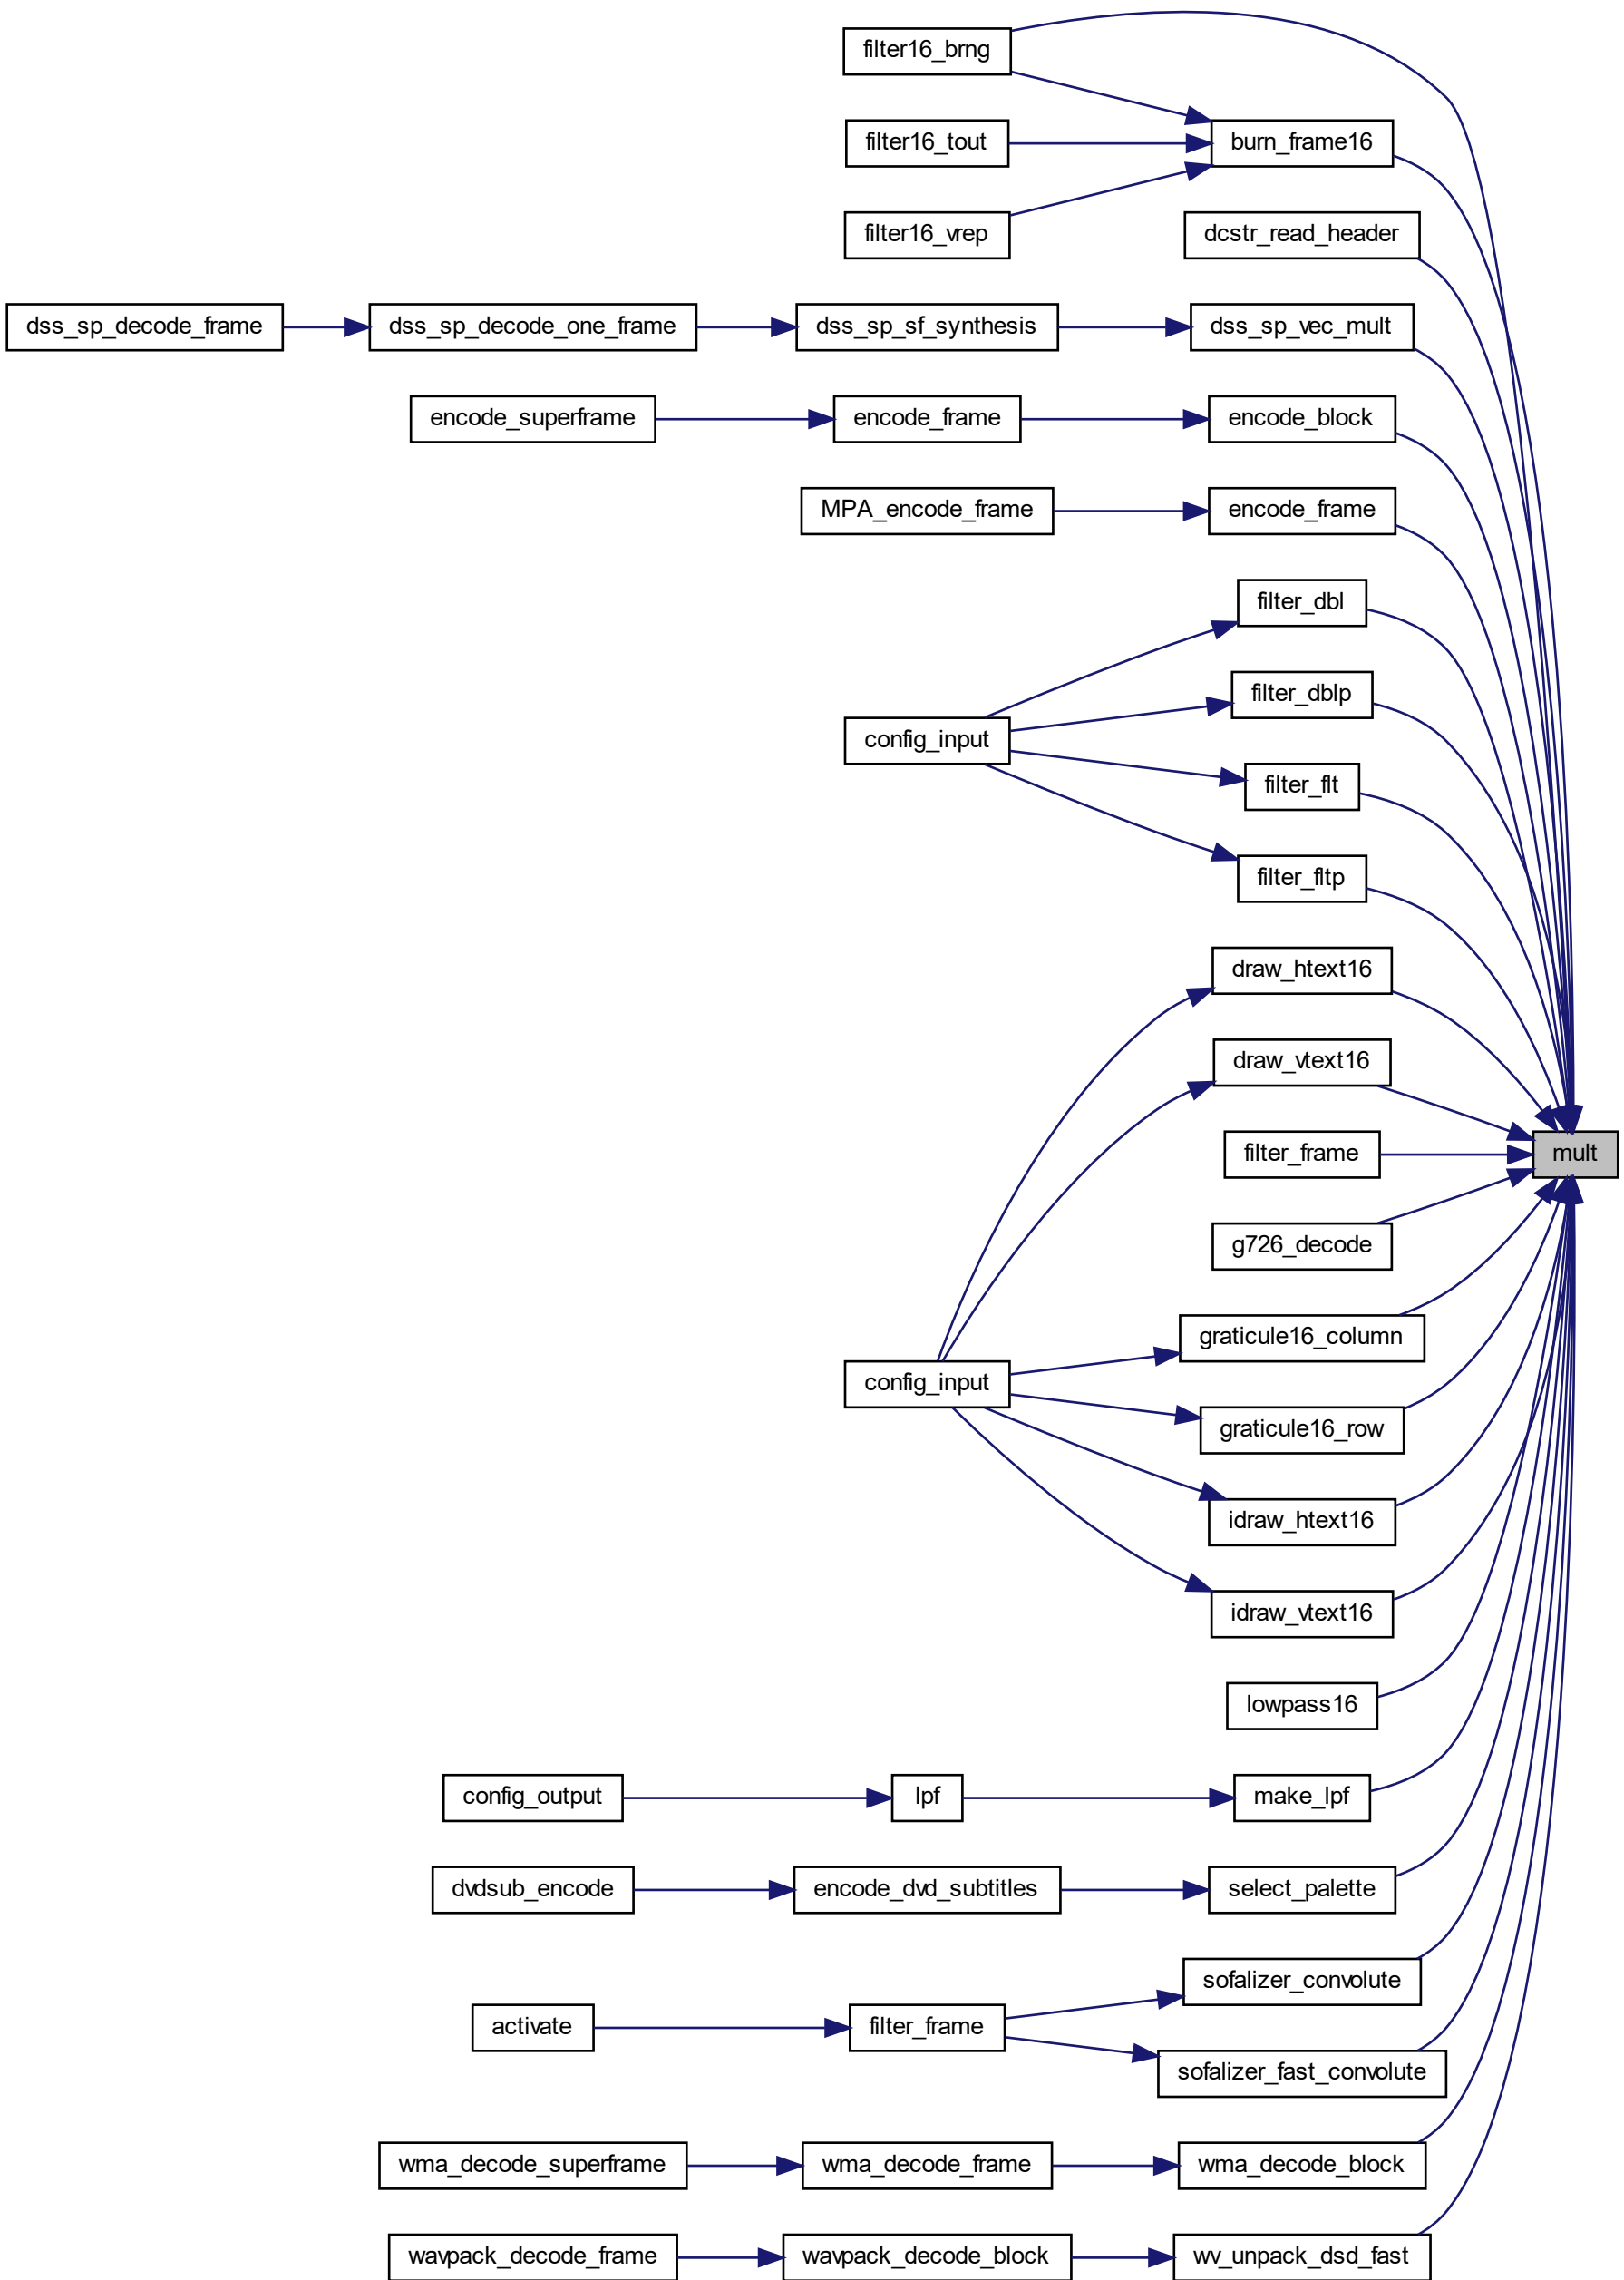 filter16_brng
filter16_tout
burn_frame16
filter16_vrep
dcstr_read_header
dss_sp_decode_frame
dss_sp_decode_one_frame
dss_sp_sf_synthesis
dss_sp_vec_mult
encode_superframe
encode_frame
encode_block
MPA_encode_frame
encode_frame
filter_dbl
filter_dblp
config_input
filter_flt
filter_fltp
draw_htext16
draw_vtext16
filter_frame
mult
g726_decode
graticule16_column
config_input
graticule16_row
idraw_htext16
idraw_vtext16
lowpass16
config_output
lpf
make_lpf
dvdsub_encode
encode_dvd_subtitles
select_palette
sofalizer_convolute
activate
filter_frame
sofalizer_fast_convolute
wma_decode_superframe
wma_decode_frame
wma_decode_block
wavpack_decode_frame
wavpack_decode_block
wv_unpack_dsd_fast